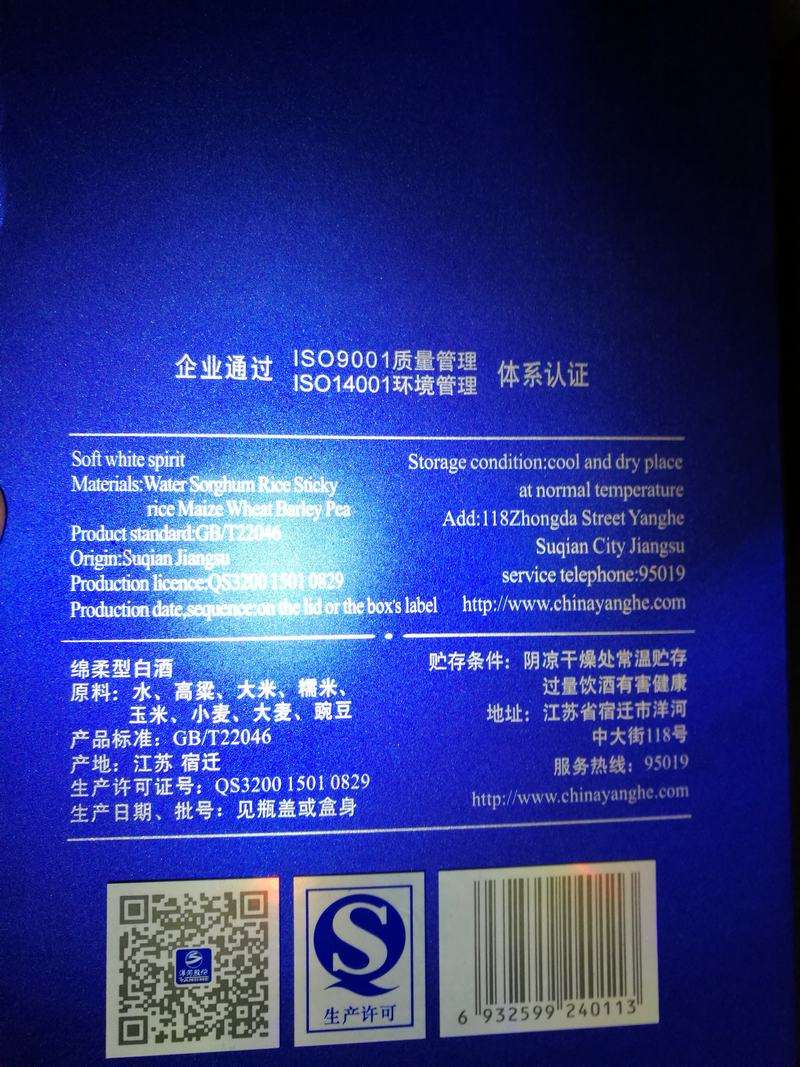 企业通过 ISO9001质量管理 体系认证
ISO14001环境管理
Soft white spirit
Materials:Water Sorghum Rice Sticky
rice Maize Wheat Barley Pea
Product standard:GB/T22046
Origin:Suqian Jiangsu
Production licence:QS3200 1501 0829
Production date,sequence:on the lid or the box's label
Storage condition:cool and dry place
at normal temperature
Add:118Zhongda Street Yanghe
Suqian City Jiangsu
service telephone:95019
http://www.chinayanghe.com
绵柔型白酒
原料：水、高粱、大米、糯米、
玉米、小麦、大麦、豌豆
产品标准：GB/T22046
产地：江苏 宿迁
生产许可证号：QS3200 1501 0829
生产日期、批号：见瓶盖或盒身
贮存条件：阴凉干燥处常温贮存
过量饮酒有害健康
地址：江苏省宿迁市洋河
中大街118号
服务热线：95019
http://www.chinayanghe.com
洋河股份
生产许可
6 932599 240113